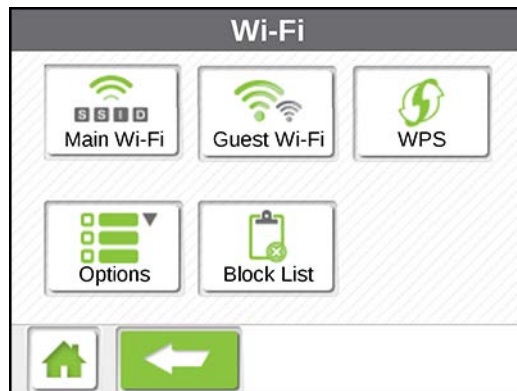 Wi-Fi
SSID
Main Wi-Fi
Guest Wi-Fi
WPS
Options
Block List